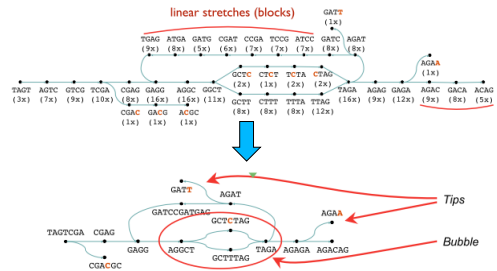 linear stretches (blocks)
GATT
(1x)
TGAG ATGA GATG CGAT CCGA TCCG ATCC GATC AGAT
(9x) (8x) (5x) (6x) (7x) (7x) (7x) (8x) (8x)
AGAA
(1x)
GCTC CTCT TCTA CTAG
(2x) (1x) (2x) (2x)
TAGT AGTC GTCG TCGA CGAG GAGG AGGC GGCT TAGA AGAG GAGA AGAC GACA ACAG
(3x) (7x) (9x) (10x) (8x) (16x) (16x) (11x) (16x) (9x) (12x) (9x) (8x) (5x)
GCTT CTTT TTTA TTAG
(8x) (8x) (8x) (12x)
CGAC GACG ACGC
(1x) (1x) (1x)
GATT
AGAT
Tips
GATCCGATGAG
AGAA
GCTCTAG
TAGTCGA CGAG
Bubble
GAGG AGGCT TAGA AGAGA AGACAG
GCTTTAG
CGACGC